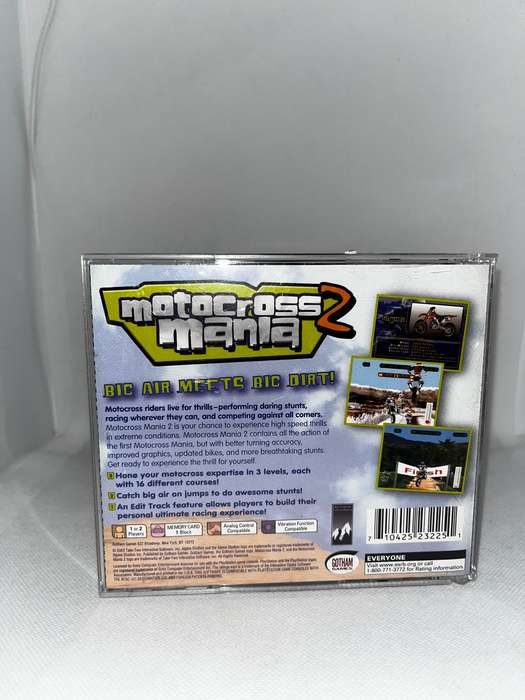 motocross 2
mania
BIG AIR MEETS BIG DIRT!
Motocross riders live for thrills–performing daring stunts,
racing wherever they can, and competing against all comers.
Motocross Mania 2 is your chance to experience high speed thrills
in extreme conditions. Motocross Mania 2 contains all the action of
the first Motocross Mania, but with better turning accuracy,
improved graphics, updated bikes, and more breathtaking stunts.
Get ready to experience the thrill for yourself.
Hone your motocross expertise in 3 levels, each
with 16 different courses!
Catch big air on jumps to do awesome stunts!
An Edit Track feature allows players to build their
personal ultimate racing experience!
Finish
1 or 2
Players
MEMORY CARD
1 Block
Analog Control
Compatible
Vibration Function
Compatible
7 10425 23225 1
GOTHAM
GAMES
EVERYONE
Visit www.esrb.org or call
1-800-771-3772 for Rating information.